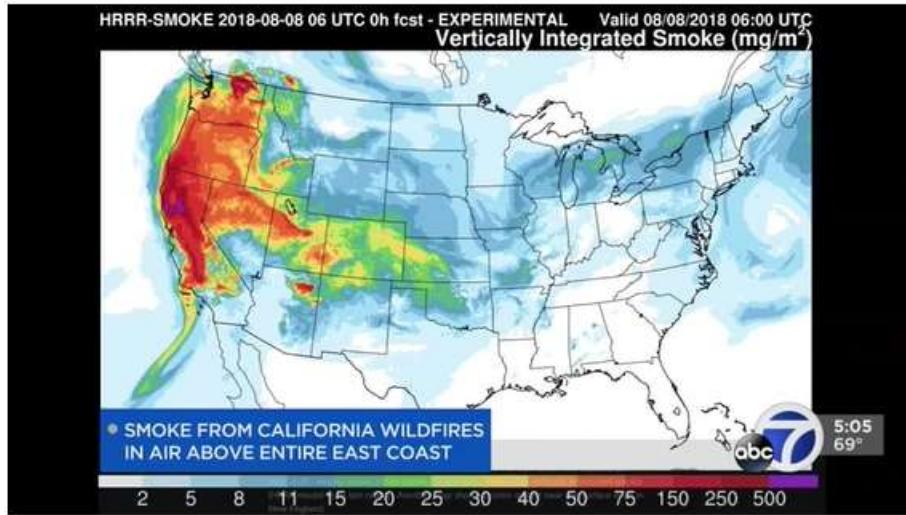 HRRR-SMOKE 2018-08-08 06 UTC 0h fcst - EXPERIMENTAL Valid 08/08/2018 06:00 UTC
Vertically Integrated Smoke (mg/m²)
• SMOKE FROM CALIFORNIA WILDFIRES
IN AIR ABOVE ENTIRE EAST COAST
abc 7
5:05
69°
2 5 8 11 15 20 25 30 40 50 75 150 250 500